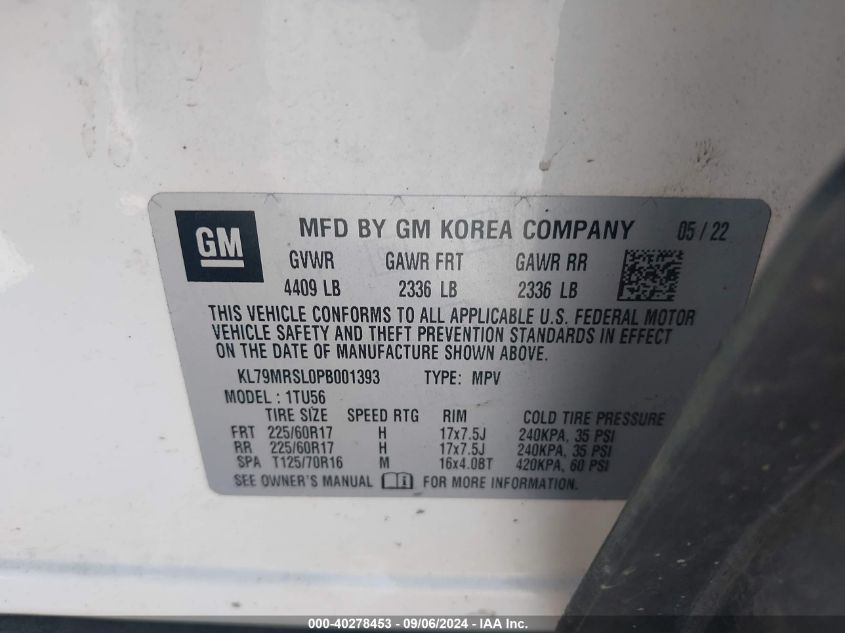 GM
MFD BY GM KOREA COMPANY 05 / 22
GVWR GAWR FRT GAWR RR
4409 LB 2336 LB 2336 LB
THIS VEHICLE CONFORMS TO ALL APPLICABLE U.S. FEDERAL MOTOR
VEHICLE SAFETY AND THEFT PREVENTION STANDARDS IN EFFECT
ON THE DATE OF MANUFACTURE SHOWN ABOVE.
KL79MRSL0PB001393 TYPE: MPV
MODEL : 1TU56
TIRE SIZE SPEED RTG RIM COLD TIRE PRESSURE
FRT 225/60R17 H 17x7.5J 240KPA, 35 PSI
RR 225/60R17 H 17x7.5J 240KPA, 35 PSI
SPA T125/70R16 M 16x4.0BT 420KPA, 60 PSI
SEE OWNER'S MANUAL FOR MORE INFORMATION.
000-40278453 - 09/06/2024 - IAA, Inc.